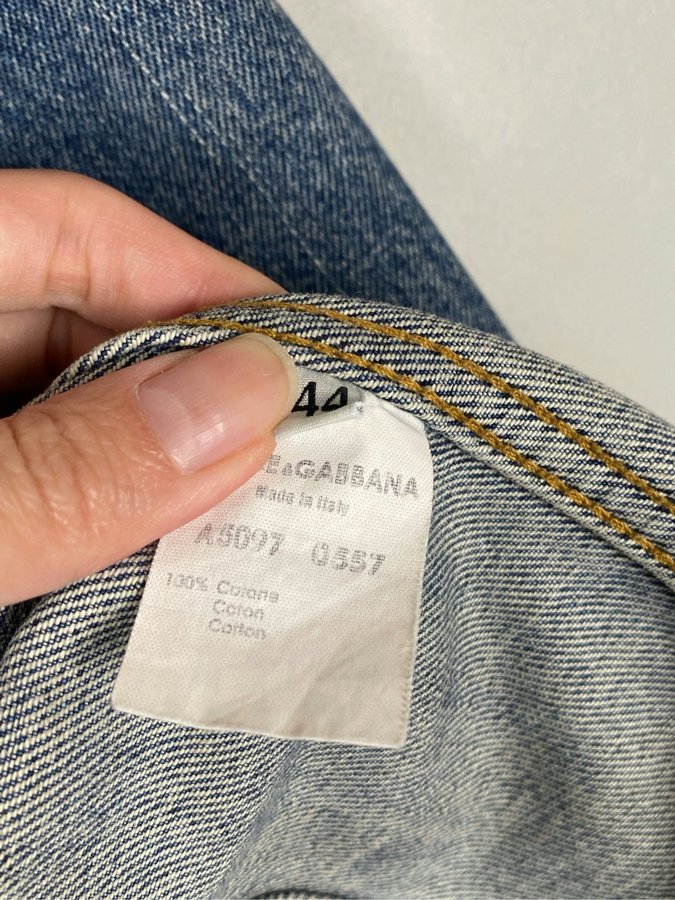 44
E&GABBANA
Made in Italy
A5097 0557
100% Cotone
Coton
Cotton